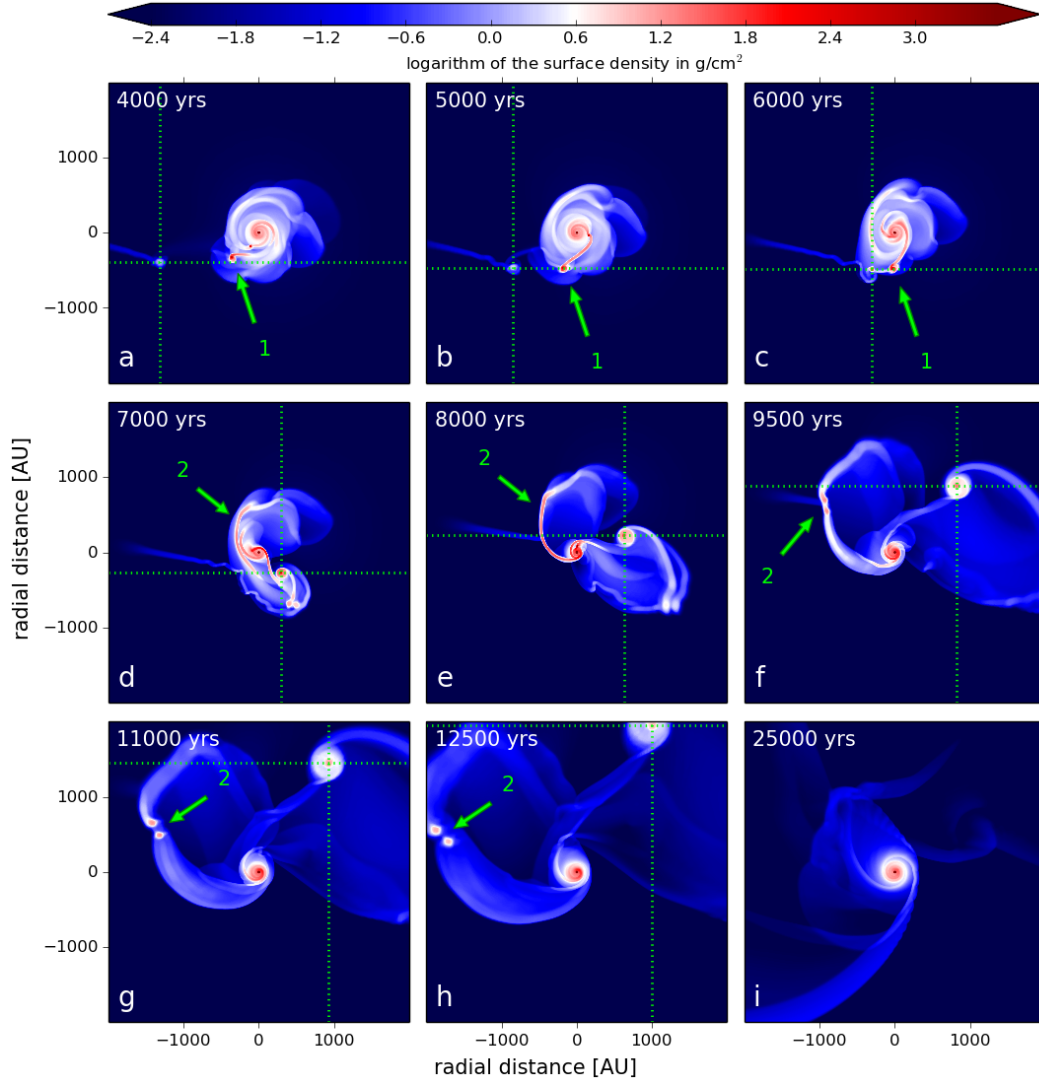 −2.4 −1.8 −1.2 −0.6 0.0 0.6 1.2 1.8 2.4 3.0
logarithm of the surface density in g/cm²
4000 yrs 5000 yrs 6000 yrs
1000
0
−1000
1 1 1
a b c
7000 yrs 8000 yrs 9500 yrs
2 2 2
1000
0
−1000
d e f
radial distance [AU]
11000 yrs 12500 yrs 25000 yrs
2 2
1000
0
−1000
g h i
−1000 0 1000 −1000 0 1000 −1000 0 1000
radial distance [AU]